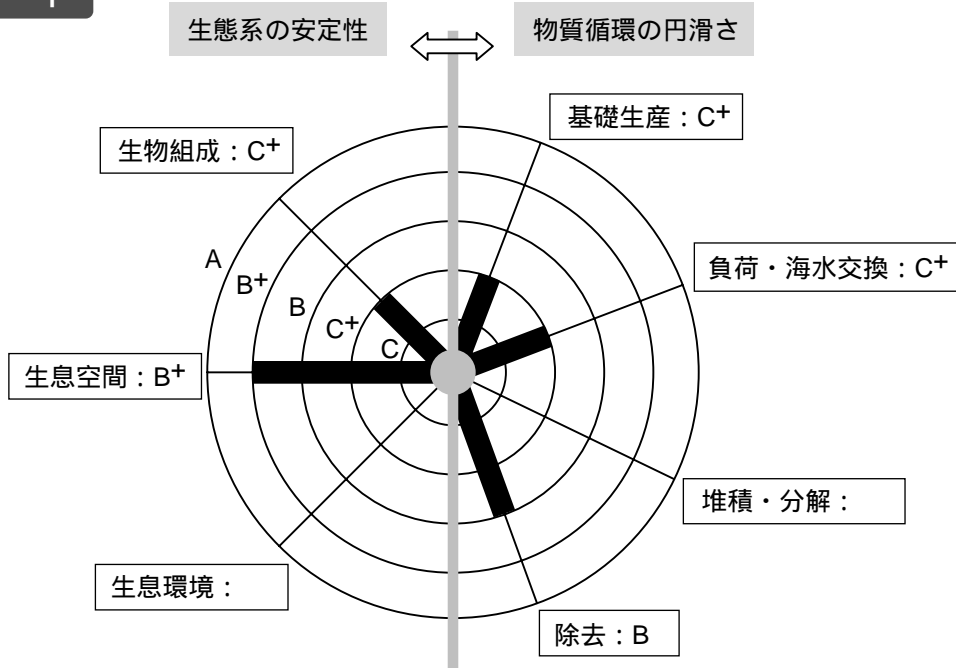 生態系の安定性
物質循環の円滑さ
基礎生産：C+
生物組成：C+
負荷・海水交換：C+
A
B+
B
C+
C
生息空間：B+
堆積・分解：
生息環境：
除去：B